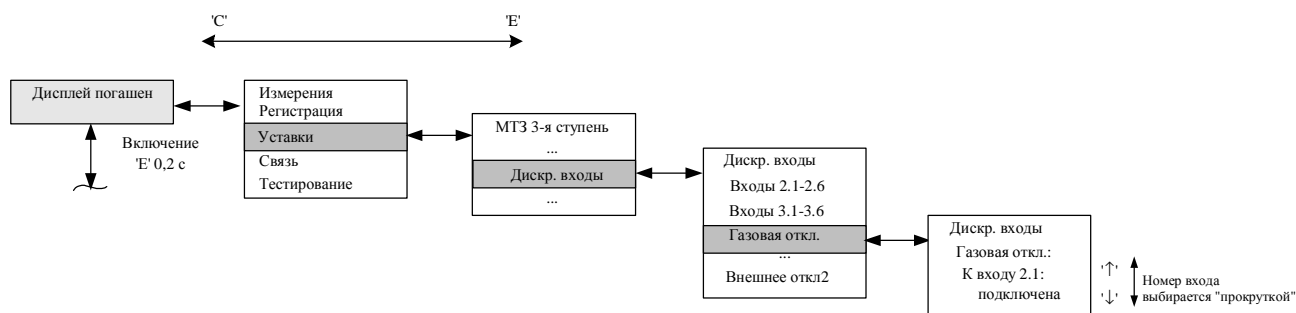 'С' 'Е'
Дисплей погашен
Включение
'Е' 0,2 с
Измерения
Регистрация
Уставки
Связь
Тестирование
МТЗ 3-я ступень
...
Дискр. входы
...
Дискр. входы
Входы 2.1-2.6
Входы 3.1-3.6
Газовая откл.
...
Внешнее откл2
Дискр. входы
Газовая откл.:
К входу 2.1:
подключена
'↑'
'↓'
Номер входа
выбирается "прокруткой"